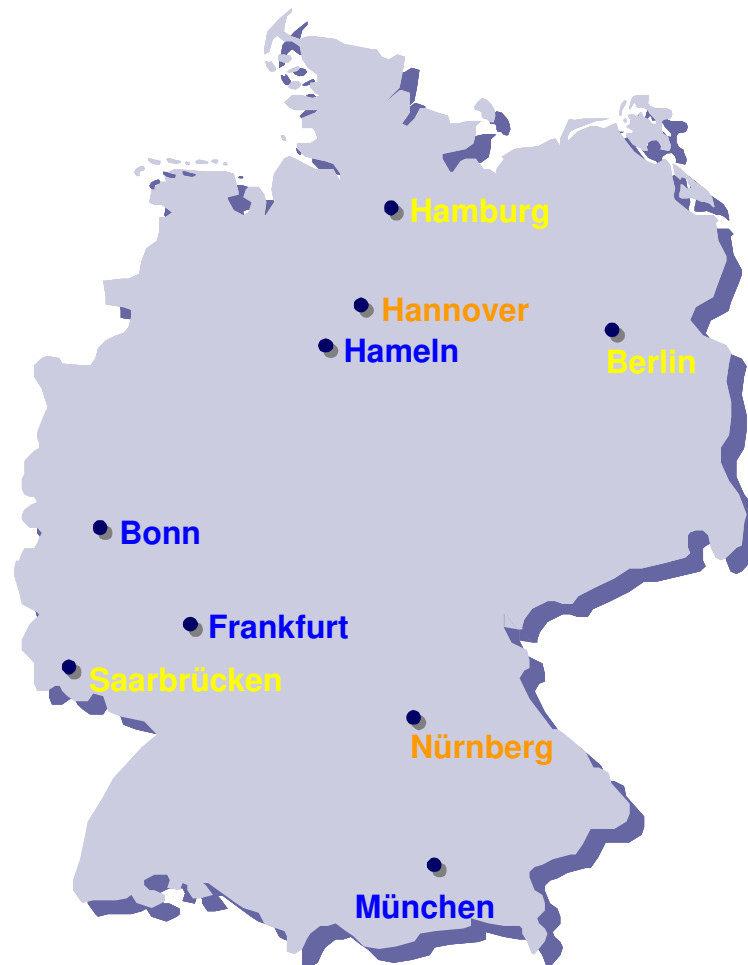 Hamburg
Hannover
Hameln
Berlin
Bonn
Frankfurt
Saarbrücken
Nürnberg
München